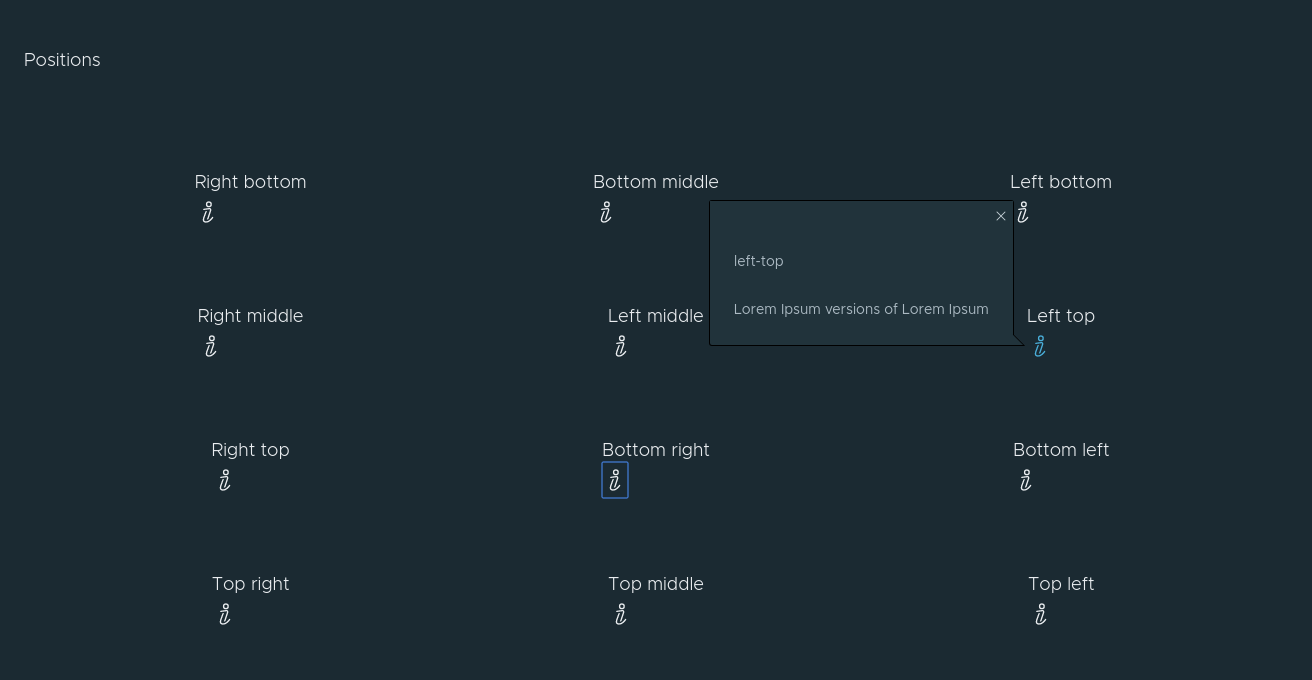 Positions
Right bottom
Bottom middle
Left bottom
left-top
Lorem Ipsum versions of Lorem Ipsum
Right middle
Left middle
Left top
Right top
Bottom right
Bottom left
Top right
Top middle
Top left